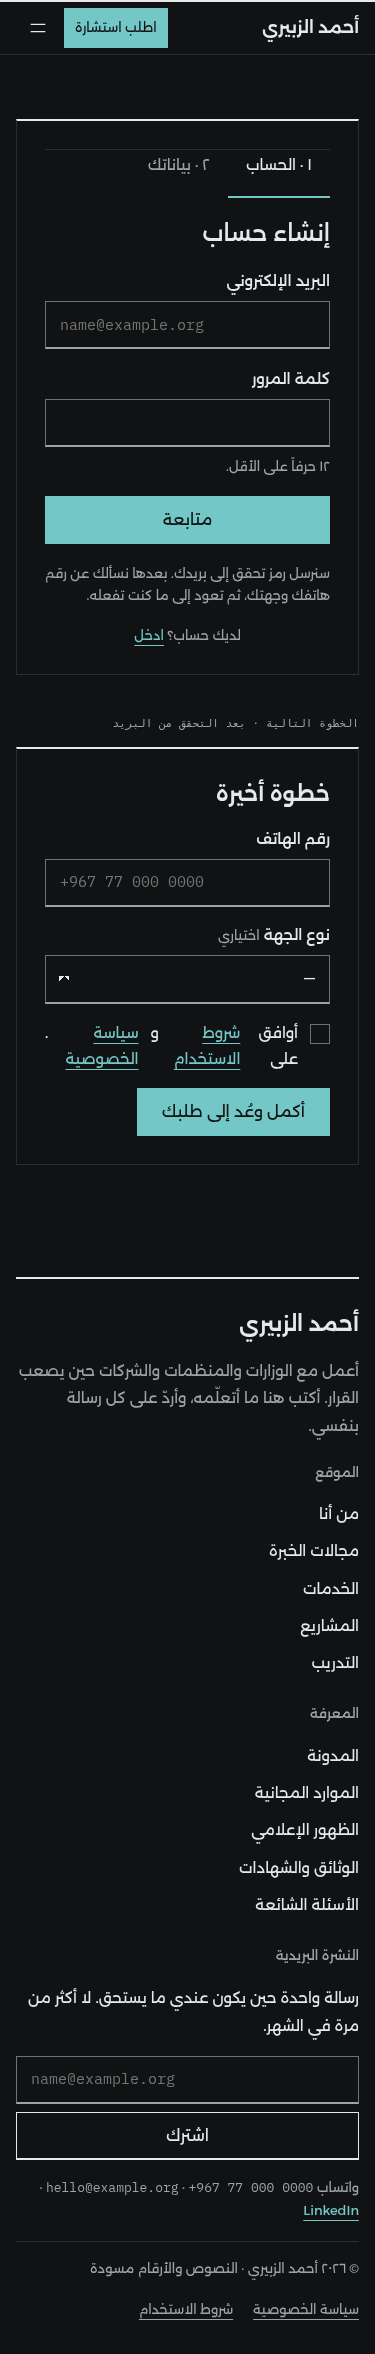 أحمد الزبيري
اطلب استشارة
٠١ · الحساب
٠٢ · بياناتك
إنشاء حساب
البريد الإلكتروني
name@example.org
كلمة المرور
١٢ حرفاً على الأقل.
متابعة
سنرسل رمز تحقق إلى بريدك. بعدها نسألك عن رقم
هاتفك وجهتك، ثم تعود إلى ما كنت تفعله.
لديك حساب؟ ادخل
الخطوة التالية · بعد التحقق من البريد
خطوة أخيرة
رقم الهاتف
+967 77 000 0000
نوع الجهة اختياري
—
أوافق على شروط الاستخدام و سياسة الخصوصية .
أكمل وعُد إلى طلبك
أحمد الزبيري
أعمل مع الوزارات والمنظمات والشركات حين يصعب
القرار. أكتب هنا ما أتعلّمه، وأردّ على كل رسالة
بنفسي.
الموقع
من أنا
مجالات الخبرة
الخدمات
المشاريع
التدريب
المعرفة
المدونة
الموارد المجانية
الظهور الإعلامي
الوثائق والشهادات
الأسئلة الشائعة
النشرة البريدية
رسالة واحدة حين يكون عندي ما يستحق. لا أكثر من
مرة في الشهر.
name@example.org
اشترك
واتساب +967 77 000 0000 · hello@example.org ·
LinkedIn
© ٢٠٢٦ أحمد الزبيري · النصوص والأرقام مسودة
سياسة الخصوصية
شروط الاستخدام